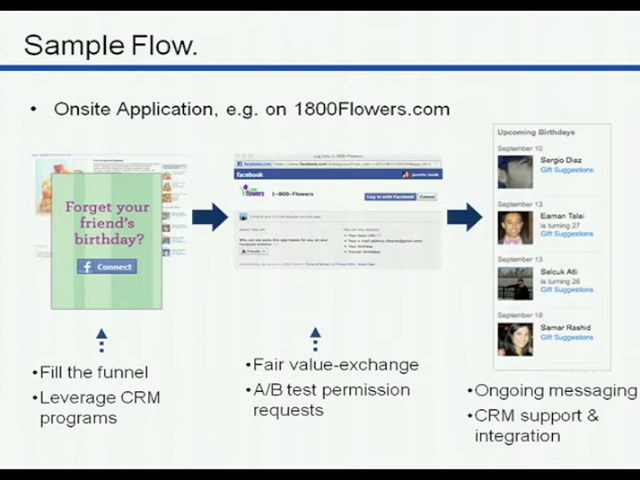 Sample Flow.
• Onsite Application, e.g. on 1800Flowers.com
Forget your
friend's
birthday?
f Connect
facebook
1-800-Flowers
Log In with Facebook
Cancel
Upcoming Birthdays
September 10
Sergio Diaz
Gift Suggestions
September 13
Eaman Talai
is turning 27
Gift Suggestions
September 13
Selcuk Atli
is turning 26
Gift Suggestions
September 18
Samar Rashid
Gift Suggestions
•Fill the funnel
•Leverage CRM
programs
•Fair value-exchange
•A/B test permission
requests
•Ongoing messaging
•CRM support &
integration